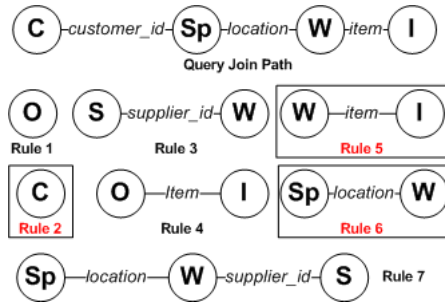 C customer_id Sp location W item I
Query Join Path
O S supplier_id W W item I
Rule 1 Rule 3 Rule 5
C O Item I Sp location W
Rule 2 Rule 4 Rule 6
Sp location W supplier_id S Rule 7